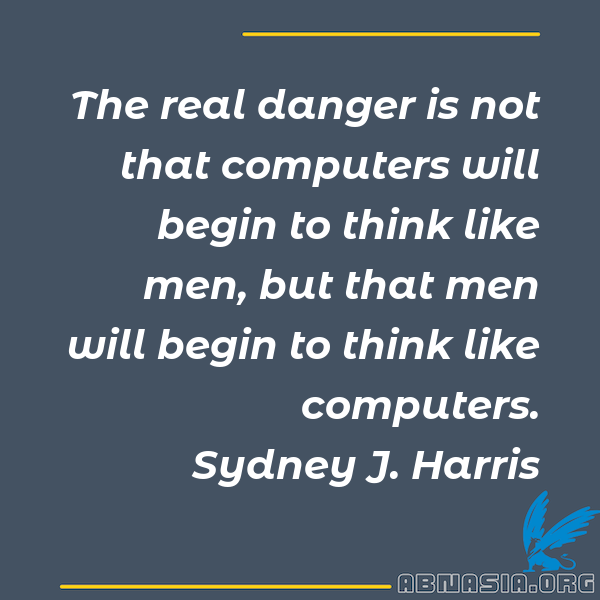 The real danger is not
that computers will
begin to think like
men, but that men
will begin to think like
computers.
Sydney J. Harris
ABNASIA.ORG